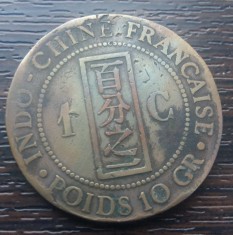 INDO-CHINE FRANÇAISE
1 百分之一 C
• POIDS 10 GR •